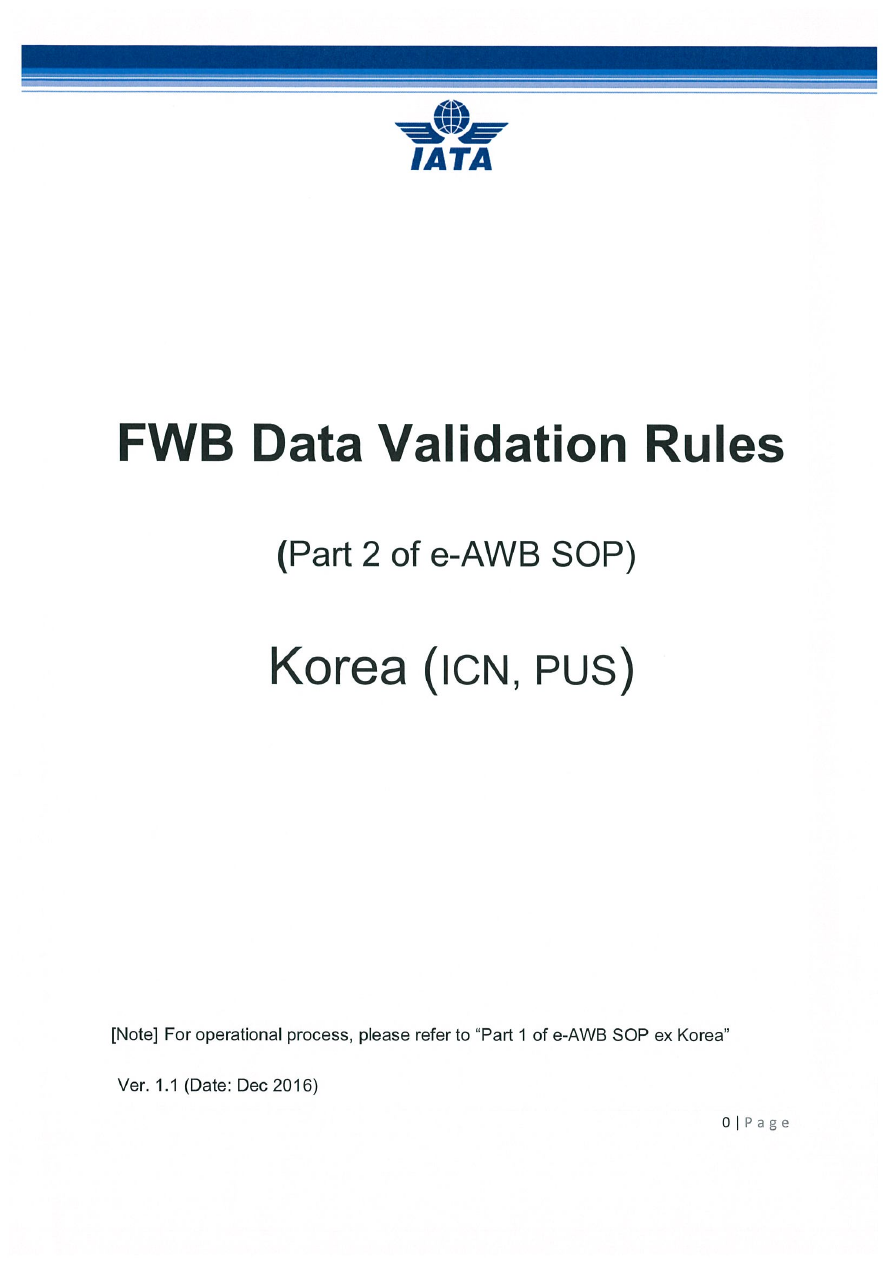 IATA
FWB Data Validation Rules
(Part 2 of e-AWB SOP)
Korea (ICN, PUS)
[Note] For operational process, please refer to “Part 1 of e-AWB SOP ex Korea”
Ver. 1.1 (Date: Dec 2016)
0 | Page